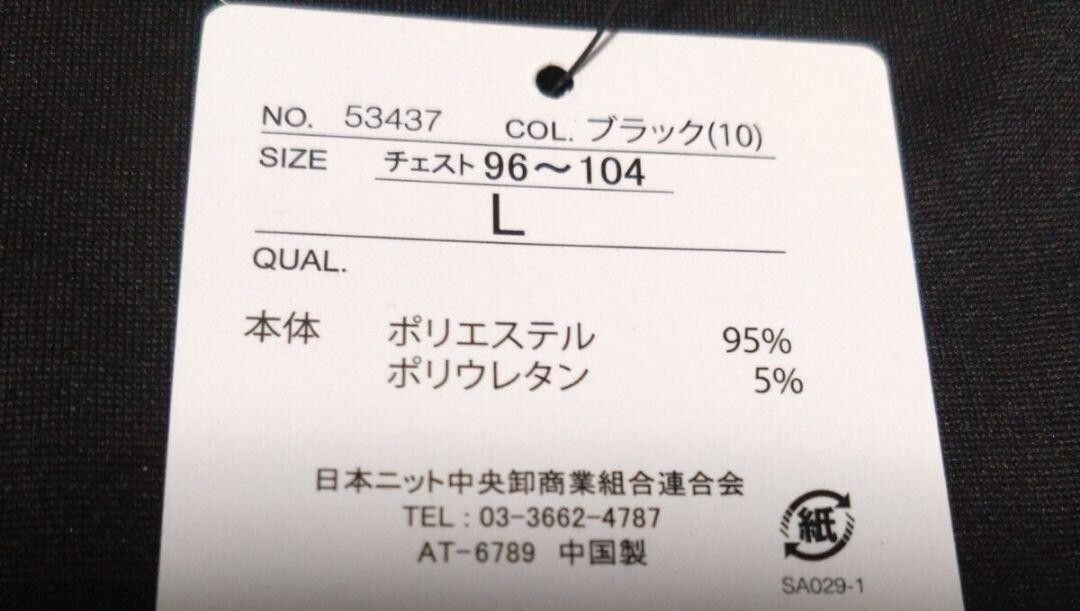 NO. 53437 COL. ブラック(10)
SIZE チェスト 96～104
L
QUAL.
本体 ポリエステル 95%
ポリウレタン 5%
日本ニット中央卸商業組合連合会
TEL : 03-3662-4787
AT-6789 中国製
紙
SA029-1